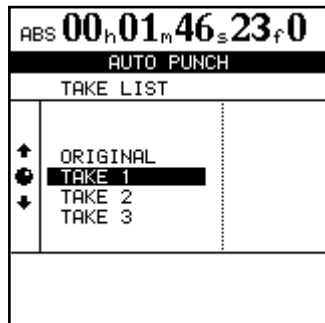 ABS 00h01m46s23f0
AUTO PUNCH
TAKE LIST
ORIGINAL
TAKE 1
TAKE 2
TAKE 3